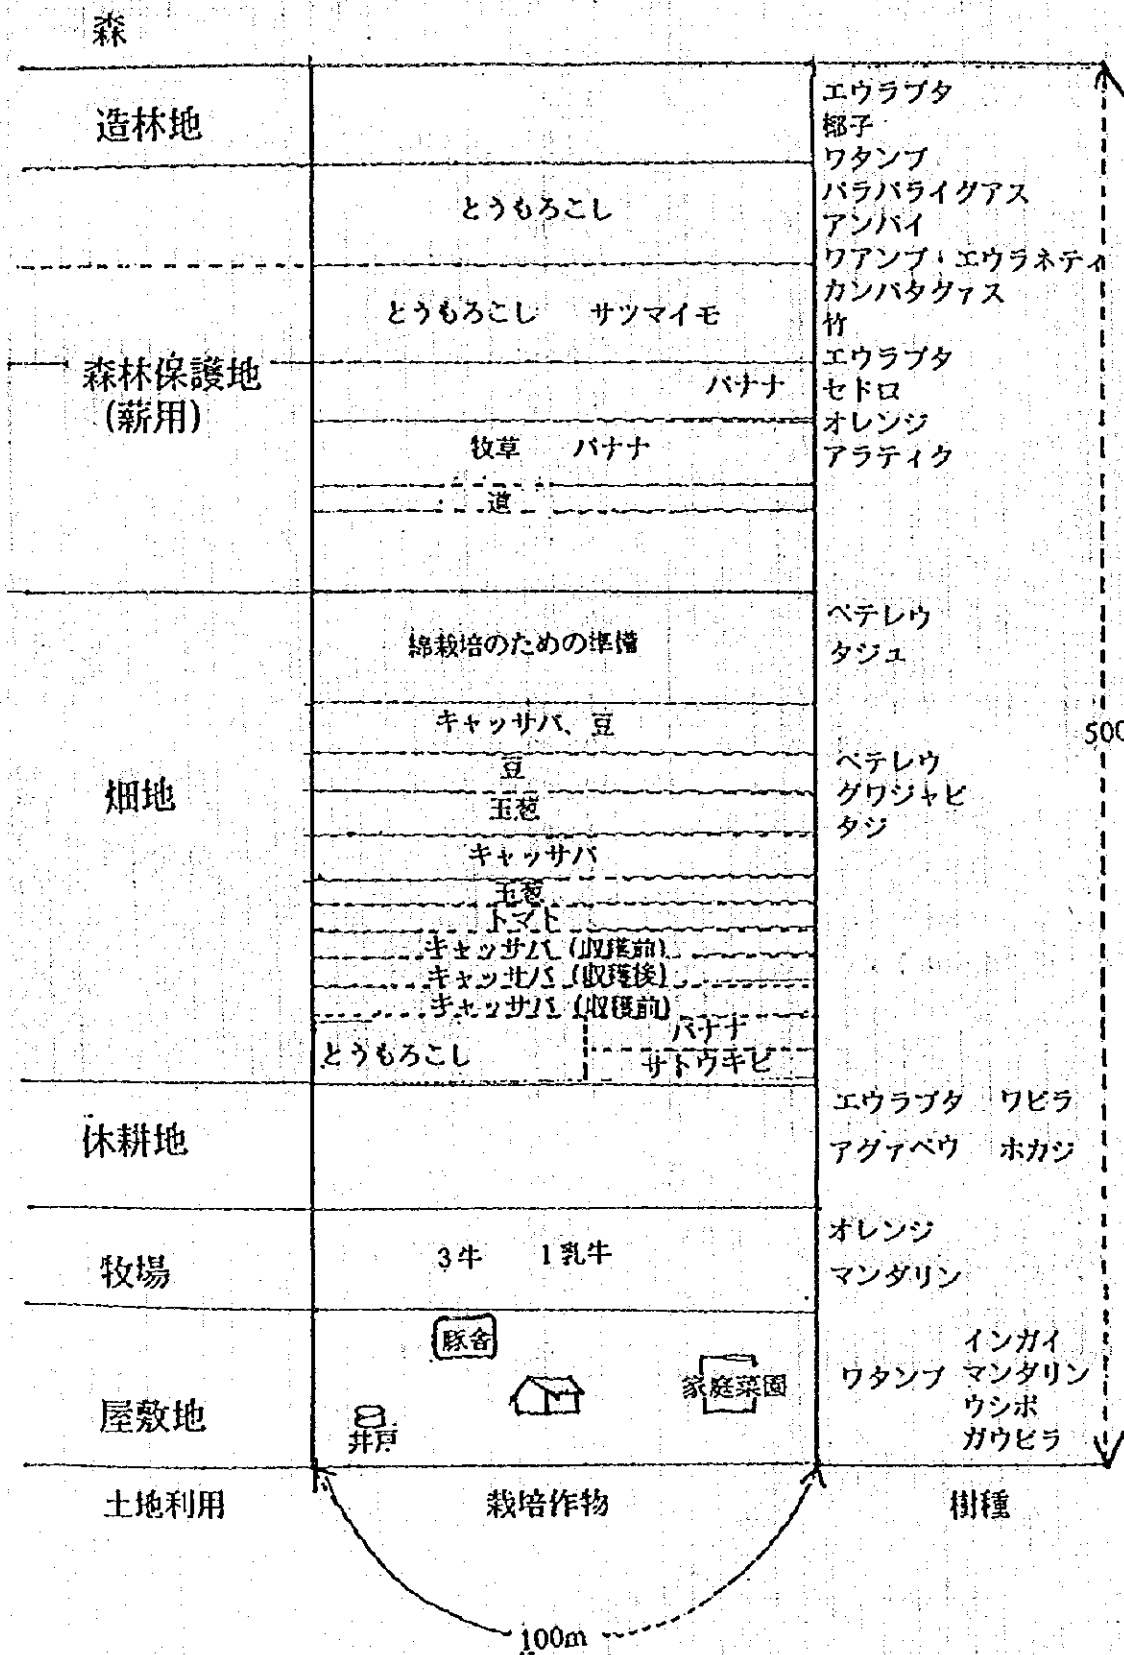 森
造林地
エウラプタ
椰子
ワタンブ
とうもろこし
パラパライグアス
アンバイ
ワアンブ・エウラネティ
とうもろこし サツマイモ
カンバタグァス
竹
森林保護地
(薪用)
バナナ
エウラプタ
セドロ
オレンジ
牧草 バナナ
アラティク
道
綿栽培のための準備
ペテレウ
タジュ
キャッサバ、豆
500
畑地
豆
玉葱
ペテレウ
グワジャビ
タジ
キャッサバ
玉葱
トマト
キャッサバ (収穫前)
キャッサバ (収穫後)
キャッサバ (収穫前)
とうもろこし
バナナ
サトウキビ
休耕地
エウラプタ ワビラ
アグァペウ ホカジ
牧場
3牛 1乳牛
オレンジ
マンダリン
屋敷地
豚舎
井戸
家庭菜園
ワタンブ
インガイ
マンダリン
ウシポ
ガウビラ
土地利用
栽培作物
樹種
100m